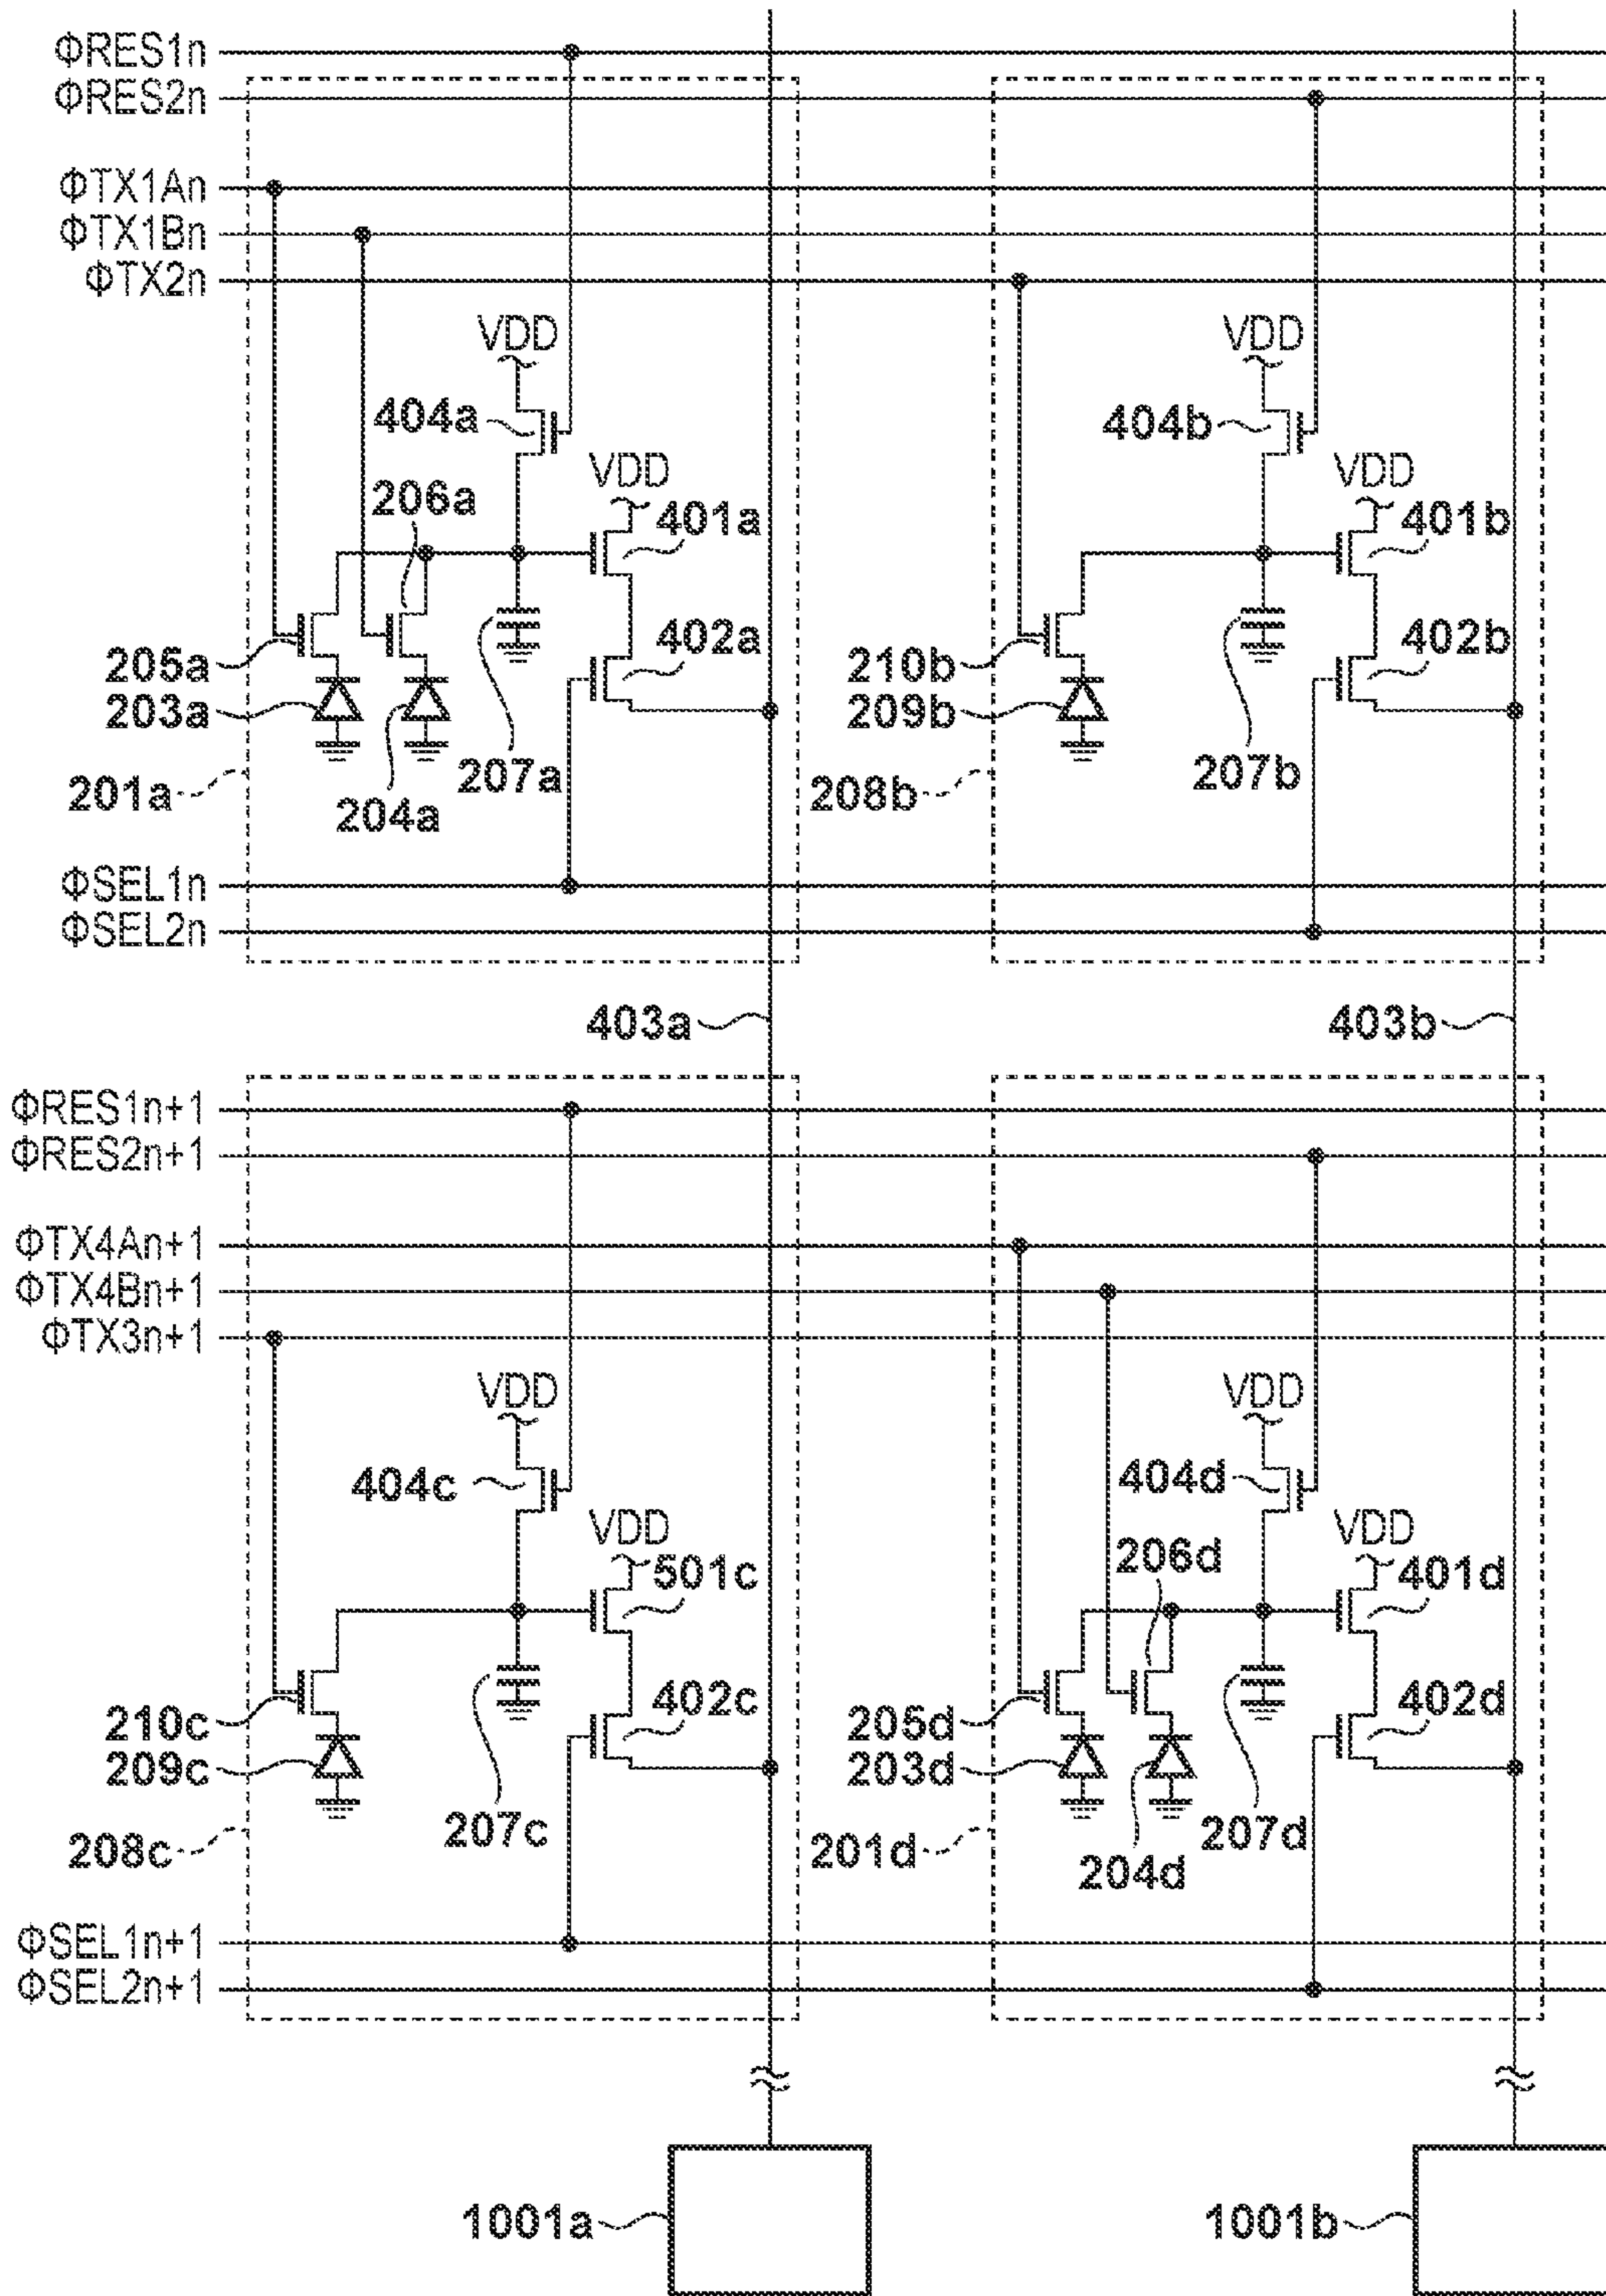 ΦRES1n
ΦRES2n
ΦTX1An
ΦTX1Bn
ΦTX2n
VDD
VDD
404a
404b
VDD
VDD
206a
401a
401b
205a
402a
210b
402b
203a
209b
201a
207a
208b
207b
204a
ΦSEL1n
ΦSEL2n
403a
403b
ΦRES1n+1
ΦRES2n+1
ΦTX4An+1
ΦTX4Bn+1
ΦTX3n+1
VDD
VDD
404c
404d
VDD
VDD
206d
501c
401d
210c
402c
205d
402d
209c
203d
208c
207c
201d
207d
204d
ΦSEL1n+1
ΦSEL2n+1
1001a
1001b